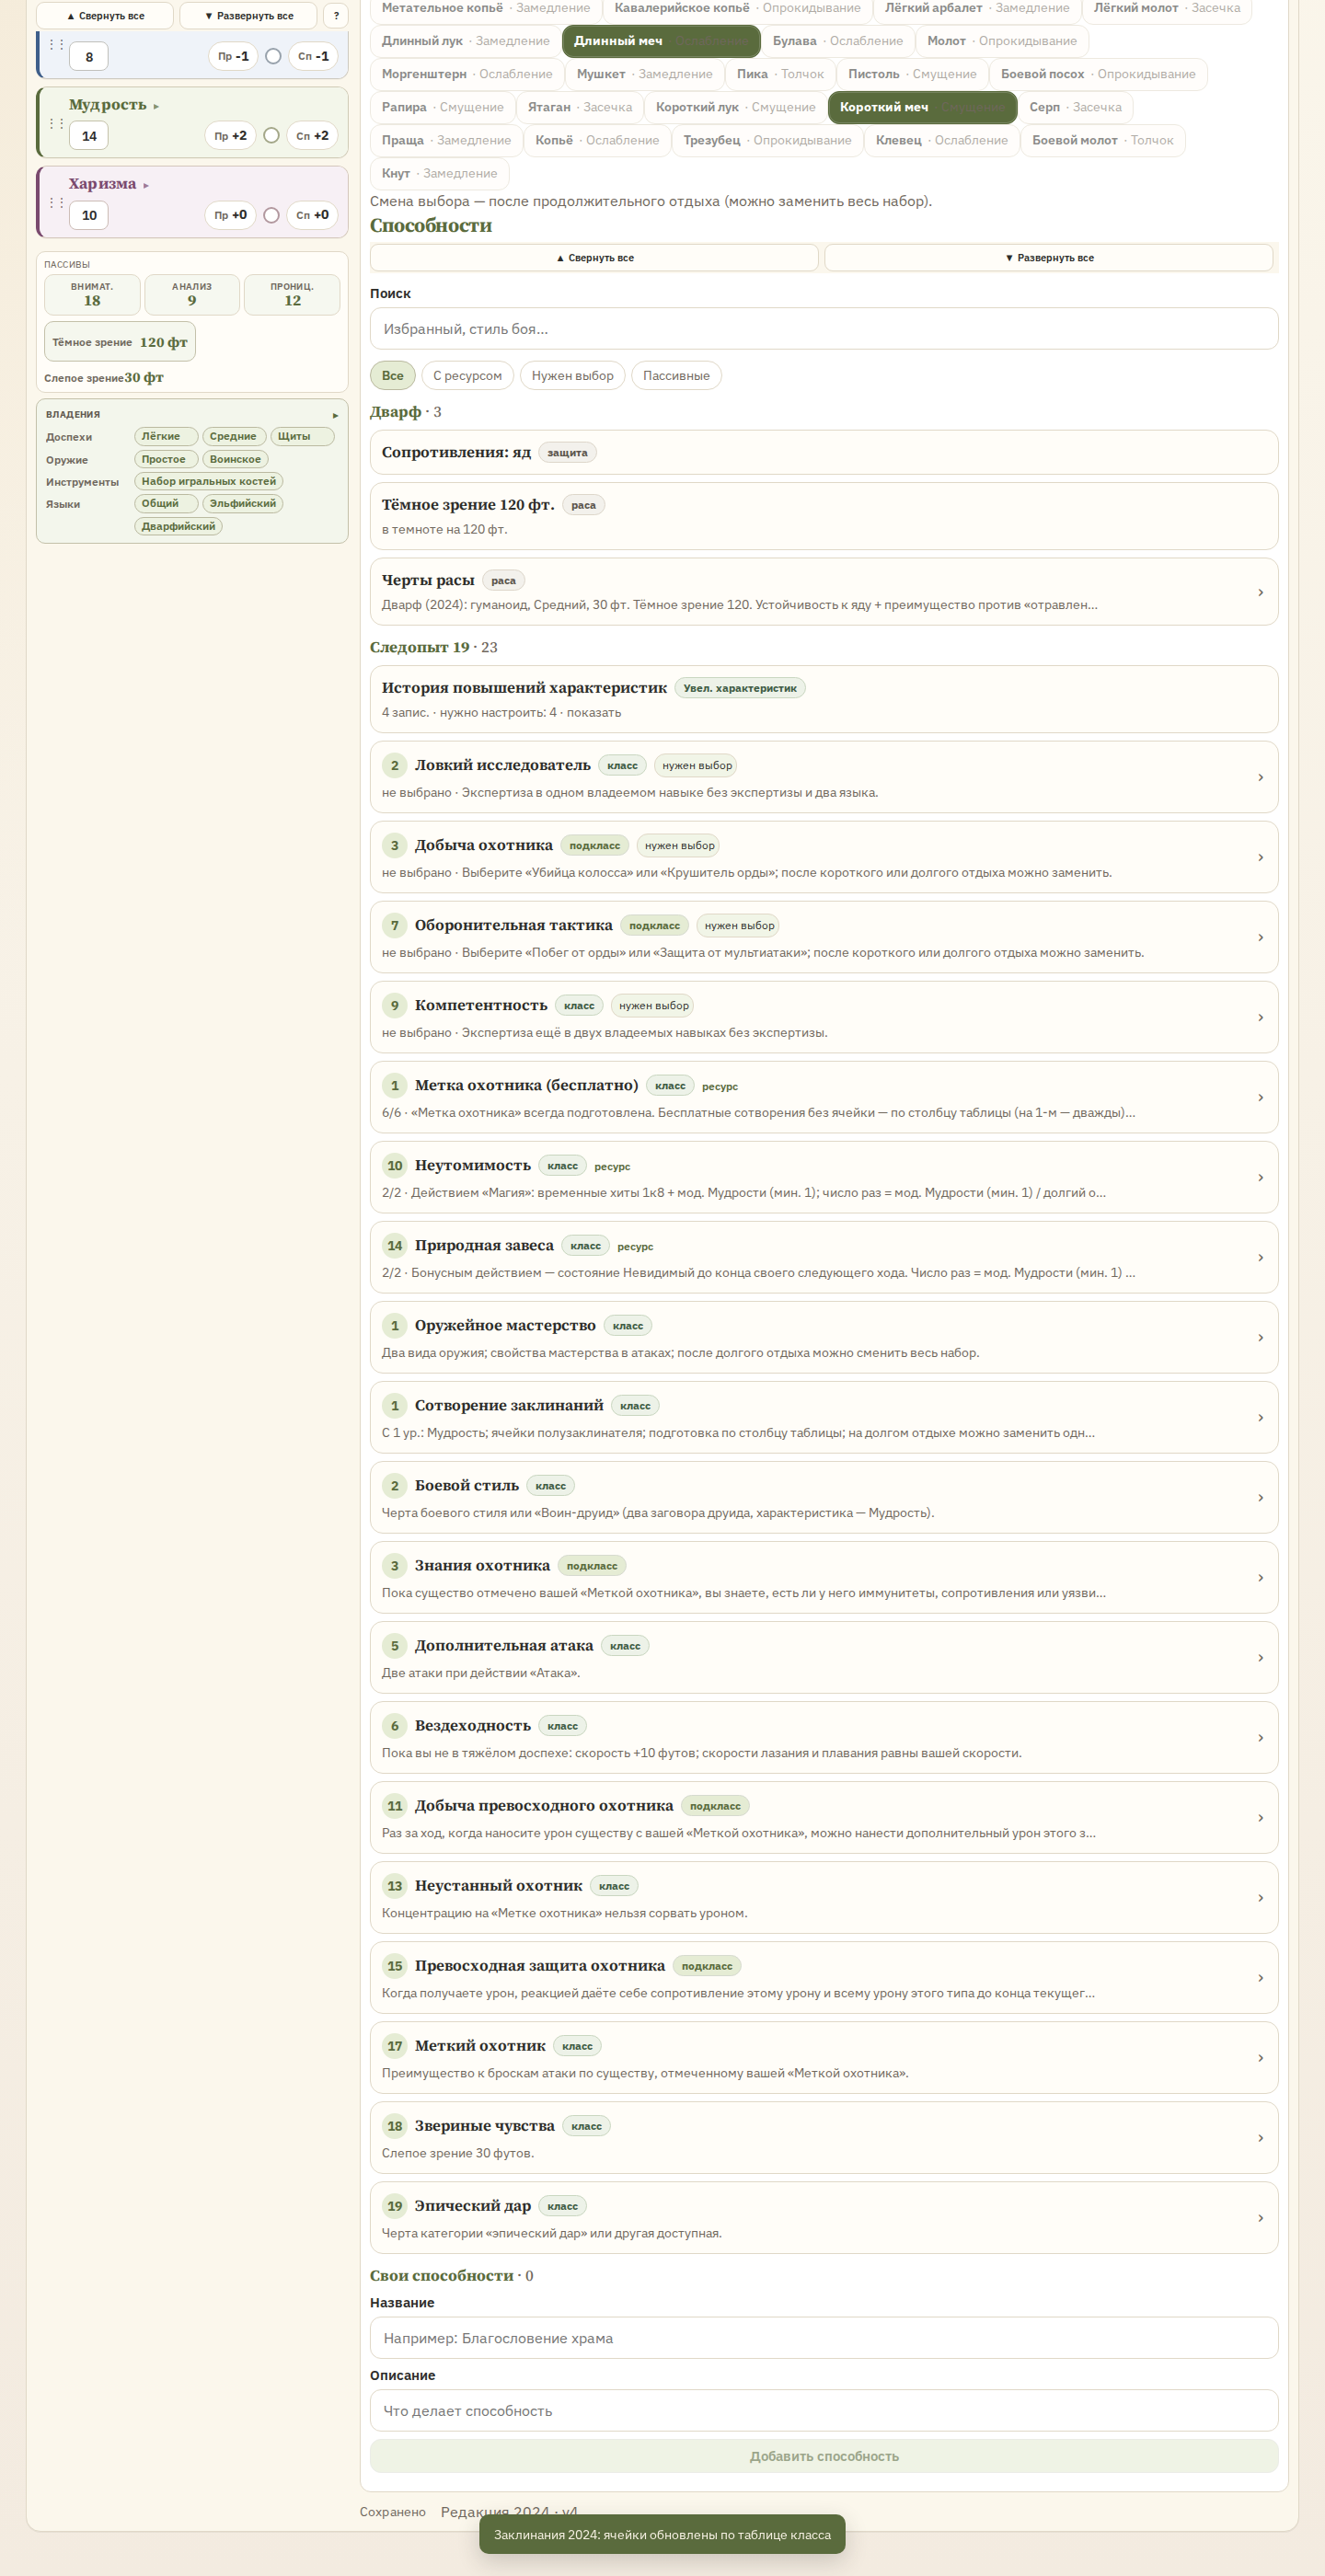 ▲ Свернуть все ▼ Развернуть все ?
8 Пр -1 Сп -1
Мудрость ▸
14 Пр +2 Сп +2
Харизма ▸
10 Пр +0 Сп +0
ПАССИВЫ
ВНИМАТ. АНАЛИЗ ПРОНИЦ.
18 9 12
Тёмное зрение 120 фт
Слепое зрение30 фт
ВЛАДЕНИЯ ▸
Доспехи Лёгкие Средние Щиты
Оружие Простое Воинское
Инструменты Набор игральных костей
Языки Общий Эльфийский
Дварфийский
Метательное копьё · Замедление Кавалерийское копьё · Опрокидывание Лёгкий арбалет · Замедление Лёгкий молот · Засечка
Длинный лук · Замедление Длинный меч Булава · Ослабление Молот · Опрокидывание
Моргенштерн · Ослабление Мушкет · Замедление Пика · Толчок Пистоль · Смущение Боевой посох · Опрокидывание
Рапира · Смущение Ятаган · Засечка Короткий лук · Смущение Короткий меч Серп · Засечка
Праща · Замедление Копьё · Ослабление Трезубец · Опрокидывание Клевец · Ослабление Боевой молот · Толчок
Кнут · Замедление
Смена выбора — после продолжительного отдыха (можно заменить весь набор).
Способности
▲ Свернуть все ▼ Развернуть все
Поиск
Избранный, стиль боя...
Все С ресурсом Нужен выбор Пассивные
Дварф · 3
Сопротивления: яд защита
Тёмное зрение 120 фт. раса
в темноте на 120 фт.
Черты расы раса
Дварф (2024): гуманоид, Средний, 30 фт. Тёмное зрение 120. Устойчивость к яду + преимущество против «отравлен...
Следопыт 19 · 23
История повышений характеристик Увел. характеристик
4 запис. · нужно настроить: 4 · показать
2 Ловкий исследователь класс нужен выбор
не выбрано · Экспертиза в одном владеемом навыке без экспертизы и два языка.
3 Добыча охотника подкласс нужен выбор
не выбрано · Выберите «Убийца колосса» или «Крушитель орды»; после короткого или долгого отдыха можно заменить.
7 Оборонительная тактика подкласс нужен выбор
не выбрано · Выберите «Побег от орды» или «Защита от мультиатаки»; после короткого или долгого отдыха можно заменить.
9 Компетентность класс нужен выбор
не выбрано · Экспертиза ещё в двух владеемых навыках без экспертизы.
1 Метка охотника (бесплатно) класс ресурс
6/6 · «Метка охотника» всегда подготовлена. Бесплатные сотворения без ячейки — по столбцу таблицы (на 1-м — дважды)...
10 Неутомимость класс ресурс
2/2 · Действием «Магия»: временные хиты 1к8 + мод. Мудрости (мин. 1); число раз = мод. Мудрости (мин. 1) / долгий о...
14 Природная завеса класс ресурс
2/2 · Бонусным действием — состояние Невидимый до конца своего следующего хода. Число раз = мод. Мудрости (мин. 1) ...
1 Оружейное мастерство класс
Два вида оружия; свойства мастерства в атаках; после долгого отдыха можно сменить весь набор.
1 Сотворение заклинаний класс
С 1 ур.: Мудрость; ячейки полузаклинателя; подготовка по столбцу таблицы; на долгом отдыхе можно заменить одн...
2 Боевой стиль класс
Черта боевого стиля или «Воин-друид» (два заговора друида, характеристика — Мудрость).
3 Знания охотника подкласс
Пока существо отмечено вашей «Меткой охотника», вы знаете, есть ли у него иммунитеты, сопротивления или уязви...
5 Дополнительная атака класс
Две атаки при действии «Атака».
6 Вездеходность класс
Пока вы не в тяжёлом доспехе: скорость +10 футов; скорости лазания и плавания равны вашей скорости.
11 Добыча превосходного охотника подкласс
Раз за ход, когда наносите урон существу с вашей «Меткой охотника», можно нанести дополнительный урон этого з...
13 Неустанный охотник класс
Концентрацию на «Метке охотника» нельзя сорвать уроном.
15 Превосходная защита охотника подкласс
Когда получаете урон, реакцией даёте себе сопротивление этому урону и всему урону этого типа до конца текущег...
17 Меткий охотник класс
Преимущество к броскам атаки по существу, отмеченному вашей «Меткой охотника».
18 Звериные чувства класс
Слепое зрение 30 футов.
19 Эпический дар класс
Черта категории «эпический дар» или другая доступная.
Свои способности · 0
Название
Например: Благословение храма
Описание
Что делает способность
Добавить способность
Сохранено Редакция 2024 · v4
Заклинания 2024: ячейки обновлены по таблице класса